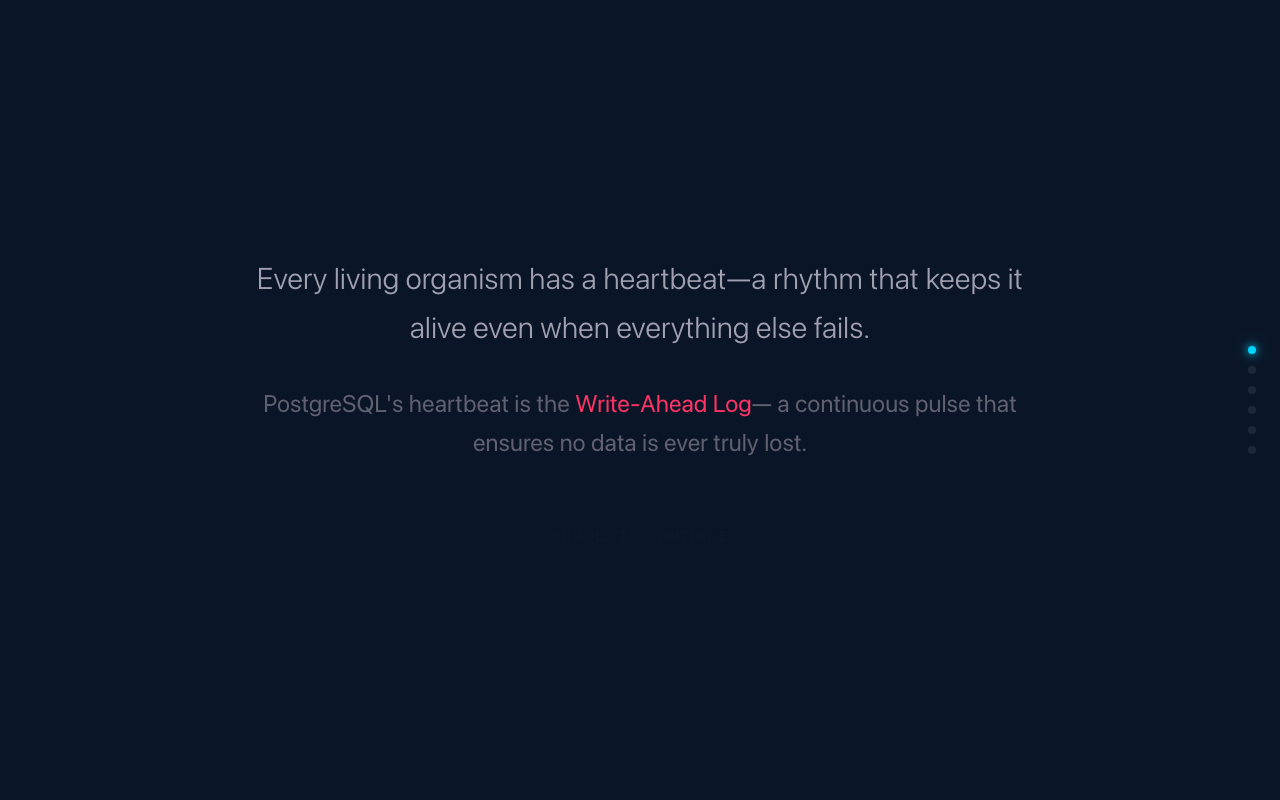 Every living organism has a heartbeat—a rhythm that keeps it
alive even when everything else fails.
PostgreSQL's heartbeat is the Write-Ahead Log— a continuous pulse that
ensures no data is ever truly lost.